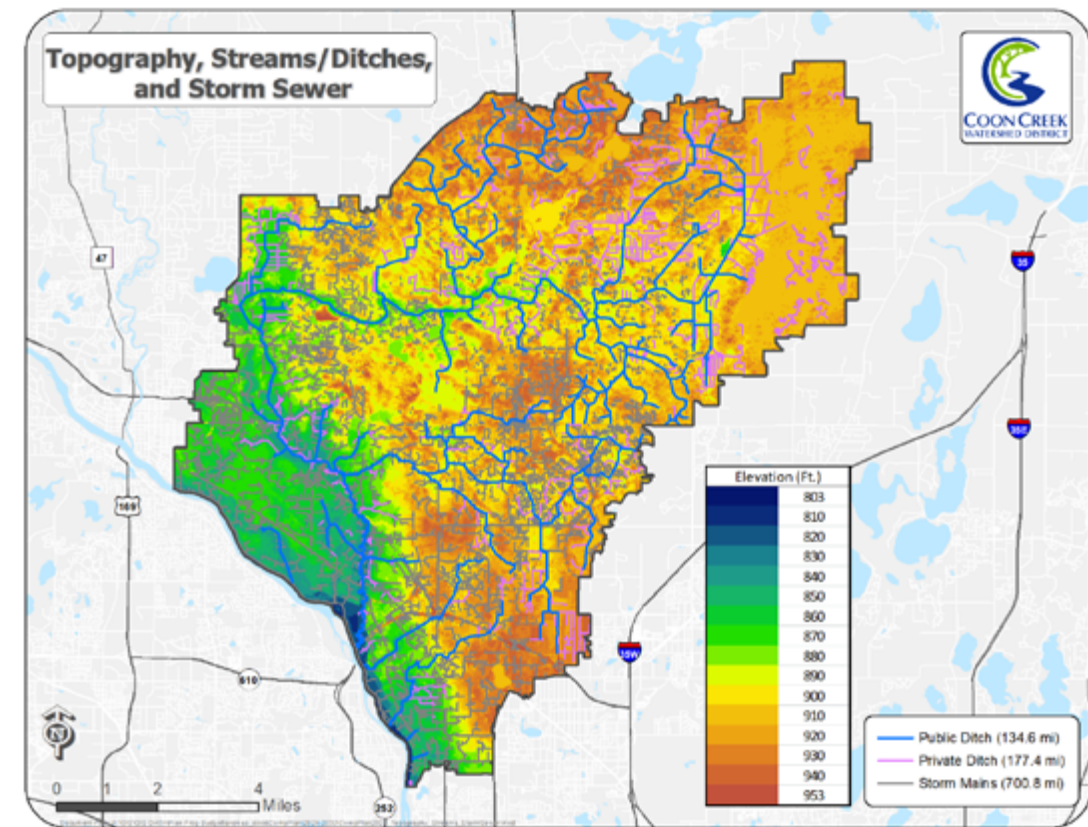 Topography, Streams/Ditches,
and Storm Sewer
COON CREEK
WATERSHED DISTRICT
47
35
35E
169
35W
610
252
Elevation (Ft.)
803
810
820
830
840
850
860
870
880
890
900
910
920
930
940
953
Public Ditch (134.6 mi)
Private Ditch (177.4 mi)
Storm Mains (700.8 mi)
N
0 1 2 4
Miles